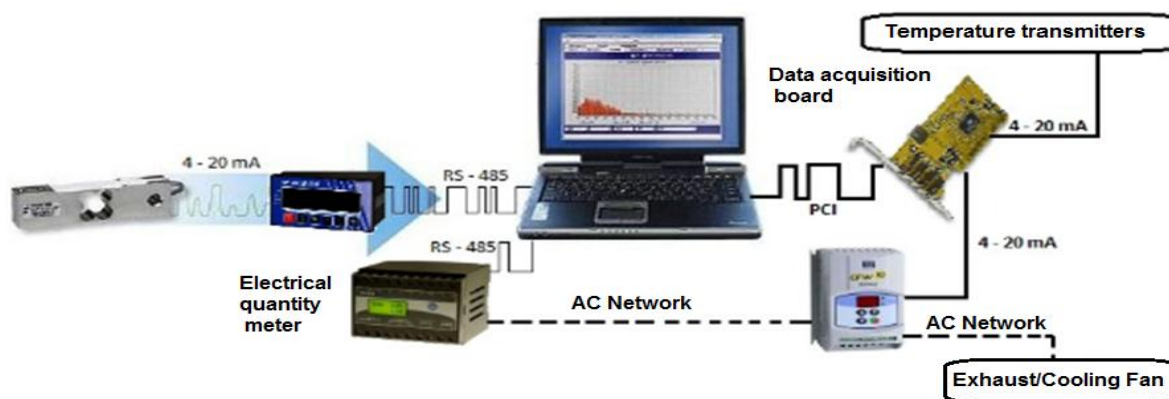 Temperature transmitters
Data acquisition
board
4 - 20 mA
4 - 20 mA
RS - 485
PCI
RS - 485
4 - 20 mA
Electrical
quantity
meter
AC Network
AC Network
Exhaust/Cooling Fan